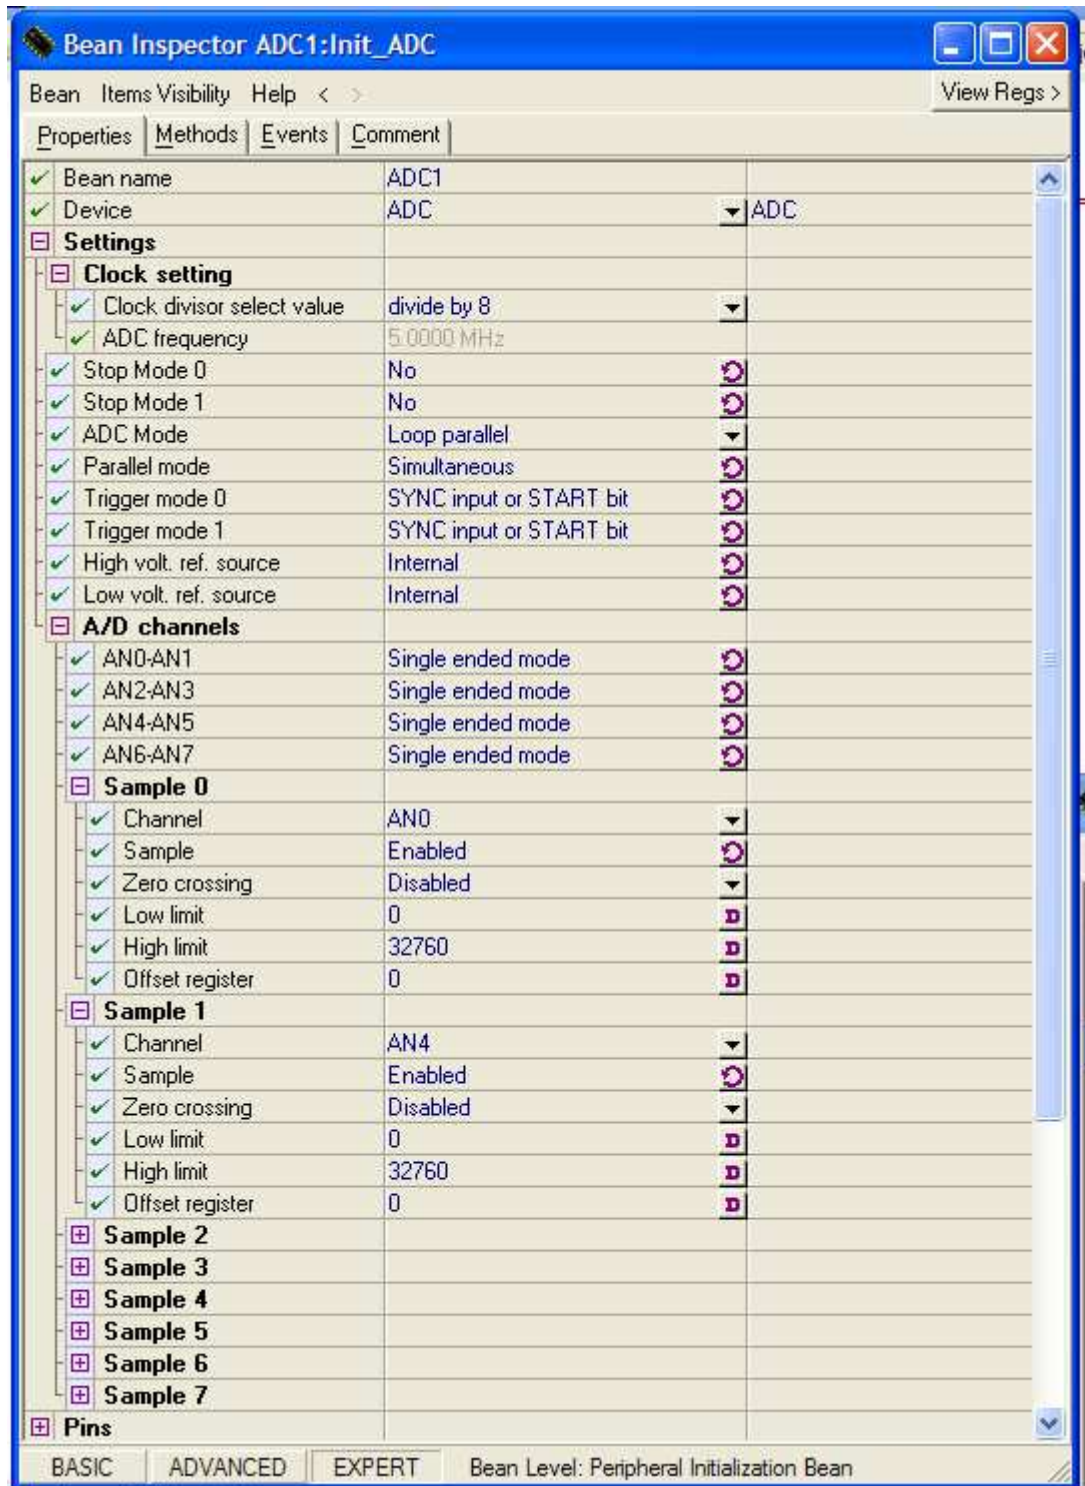 Bean Inspector ADC1:Init_ADC
Bean Items Visibility Help < > View Regs >
Properties Methods Events Comment
Bean name ADC1
Device ADC ADC
Settings
Clock setting
Clock divisor select value divide by 8
ADC frequency 5.0000 MHz
Stop Mode 0 No
Stop Mode 1 No
ADC Mode Loop parallel
Parallel mode Simultaneous
Trigger mode 0 SYNC input or START bit
Trigger mode 1 SYNC input or START bit
High volt. ref. source Internal
Low volt. ref. source Internal
A/D channels
AN0-AN1 Single ended mode
AN2-AN3 Single ended mode
AN4-AN5 Single ended mode
AN6-AN7 Single ended mode
Sample 0
Channel AN0
Sample Enabled
Zero crossing Disabled
Low limit 0 D
High limit 32760 D
Offset register 0 D
Sample 1
Channel AN4
Sample Enabled
Zero crossing Disabled
Low limit 0 D
High limit 32760 D
Offset register 0 D
Sample 2
Sample 3
Sample 4
Sample 5
Sample 6
Sample 7
Pins
BASIC ADVANCED EXPERT Bean Level: Peripheral Initialization Bean